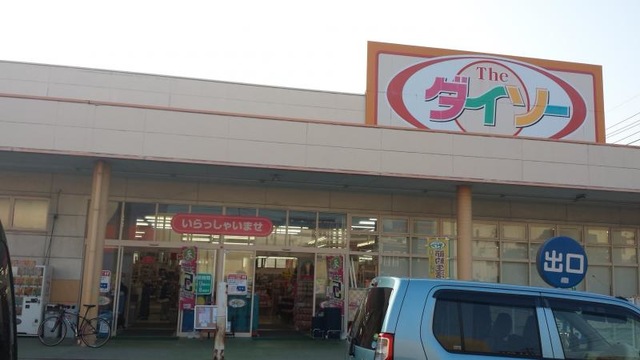 The
ダイソー
いらっしゃいませ
出口